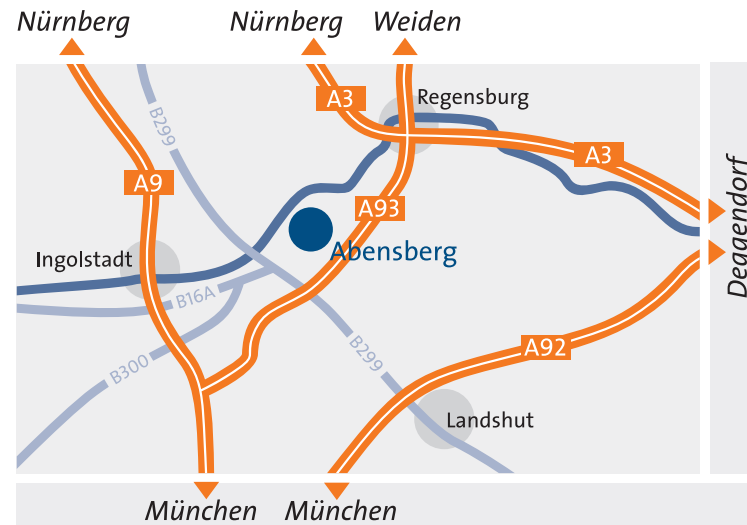 Nürnberg
Nürnberg
Weiden
A3
Regensburg
B299
A3
A9
A93
Abensberg
Ingolstadt
Deggendorf
B16A
B299
A92
B300
Landshut
München
München